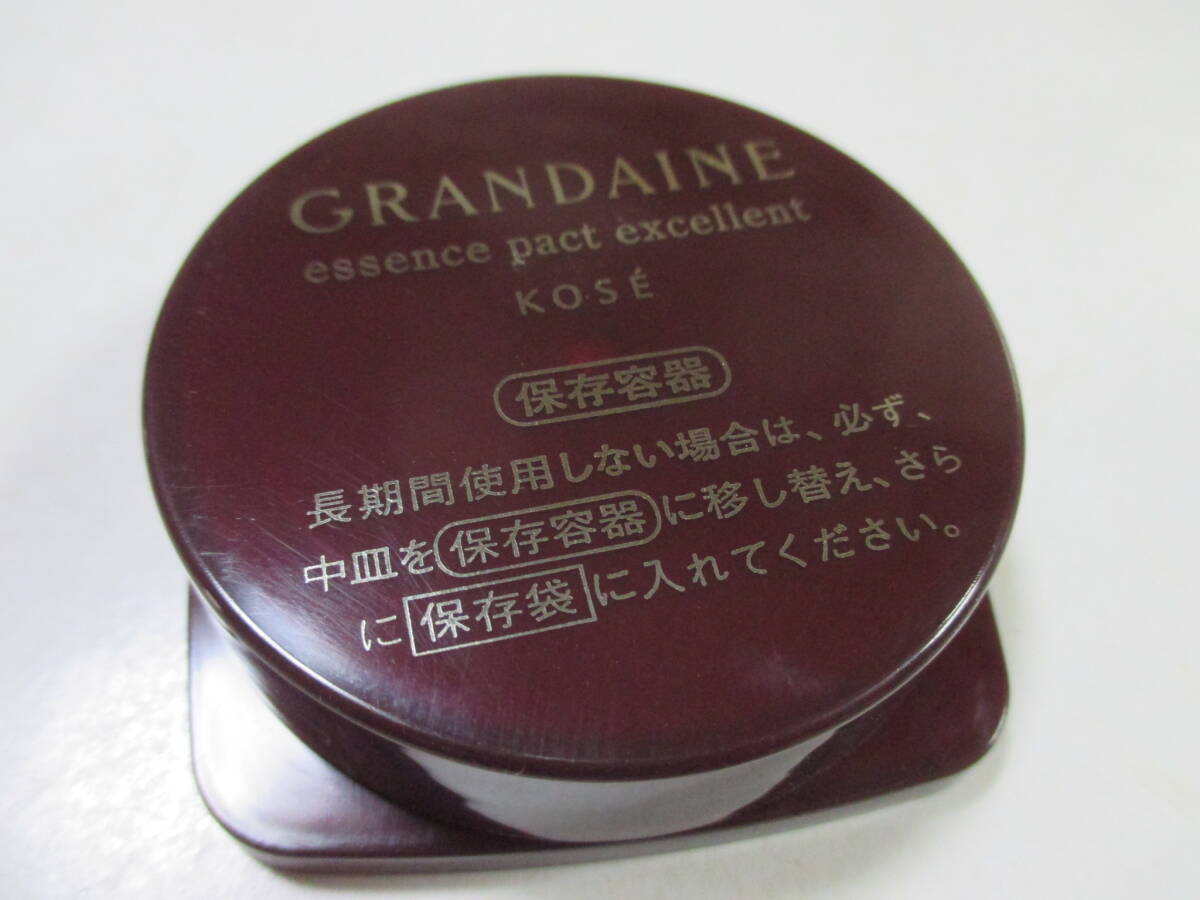 GRANDAINE
essence pact excellent
KOSÉ
保存容器
長期間使用しない場合は、必ず、
中皿を保存容器に移し替え、さら
に保存袋に入れてください。